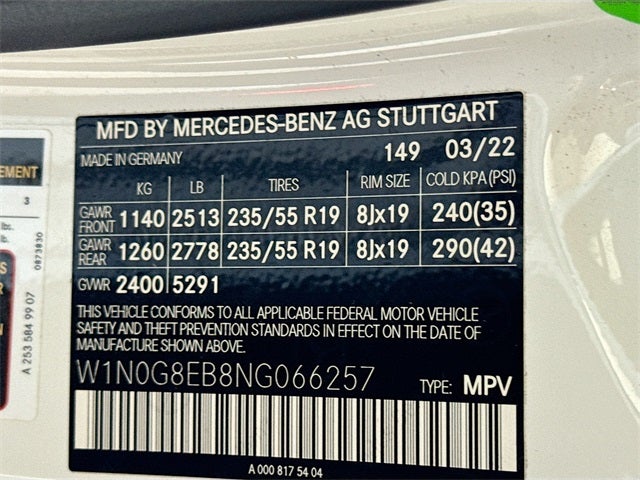 MFD BY MERCEDES-BENZ AG STUTTGART
MADE IN GERMANY 149 03/22
KG LB TIRES RIM SIZE COLD KPA(PSI)
GAWR FRONT 1140 2513 235/55 R19 8Jx19 240(35)
GAWR REAR 1260 2778 235/55 R19 8Jx19 290(42)
GVWR 2400 5291
THIS VEHICLE CONFORMS TO ALL APPLICABLE FEDERAL MOTOR VEHICLE
SAFETY AND THEFT PREVENTION STANDARDS IN EFFECT ON THE DATE OF
MANUFACTURE SHOWN ABOVE.
W1N0G8EB8NG066257 TYPE: MPV
A 000 817 54 04
3
lbs.
0873830
A 253 584 99 07